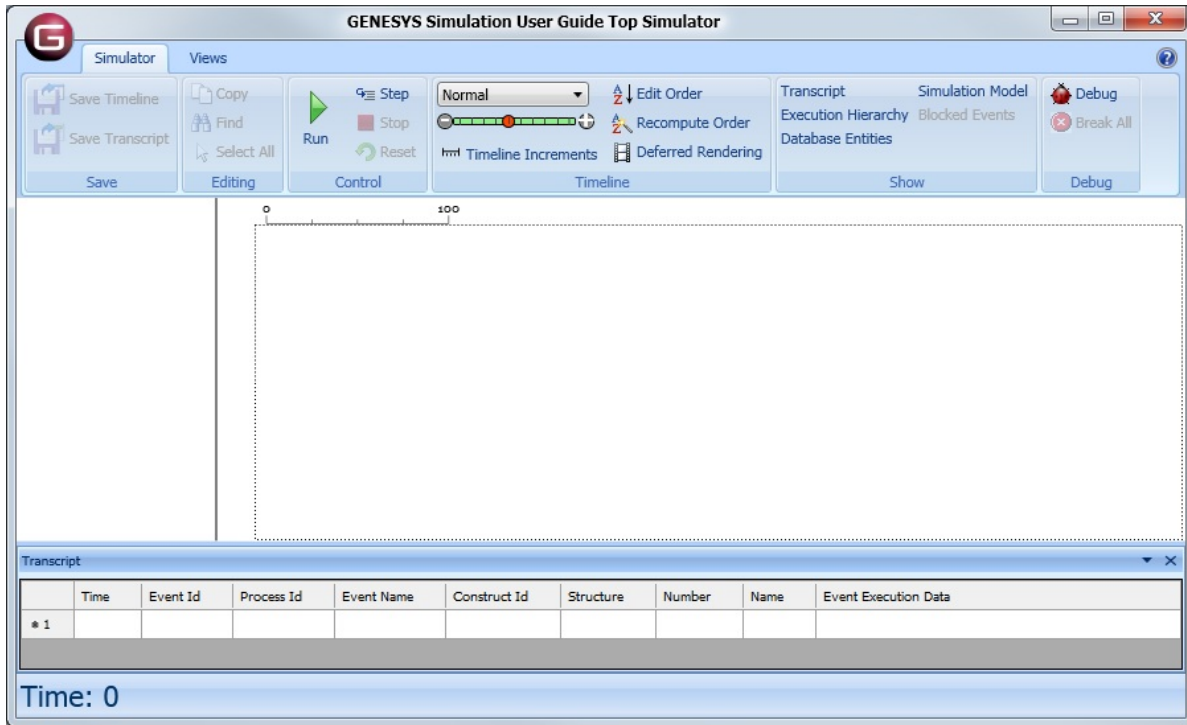 GENESYS Simulation User Guide Top Simulator
G
Simulator Views
Save Timeline
Save Transcript
Save
Copy
Find
Select All
Editing
Run
Step
Stop
Reset
Control
Normal
Timeline Increments
Edit Order
Recompute Order
Deferred Rendering
Timeline
Transcript Simulation Model
Execution Hierarchy Blocked Events
Database Entities
Show
Debug
Break All
Debug
0 100
Transcript
Time Event Id Process Id Event Name Construct Id Structure Number Name Event Execution Data
* 1
Time: 0